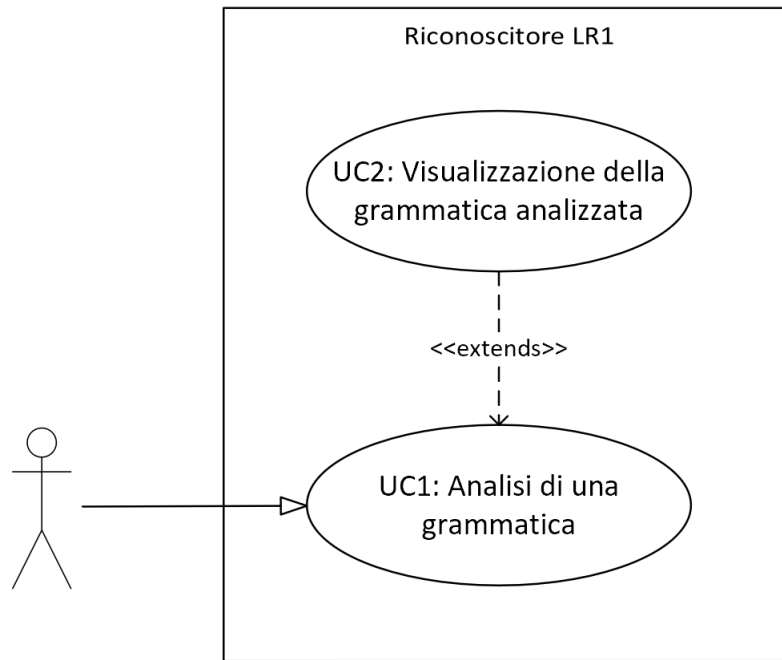 Riconoscitore LR1
UC2: Visualizzazione della
grammatica analizzata
<<extends>>
UC1: Analisi di una
grammatica